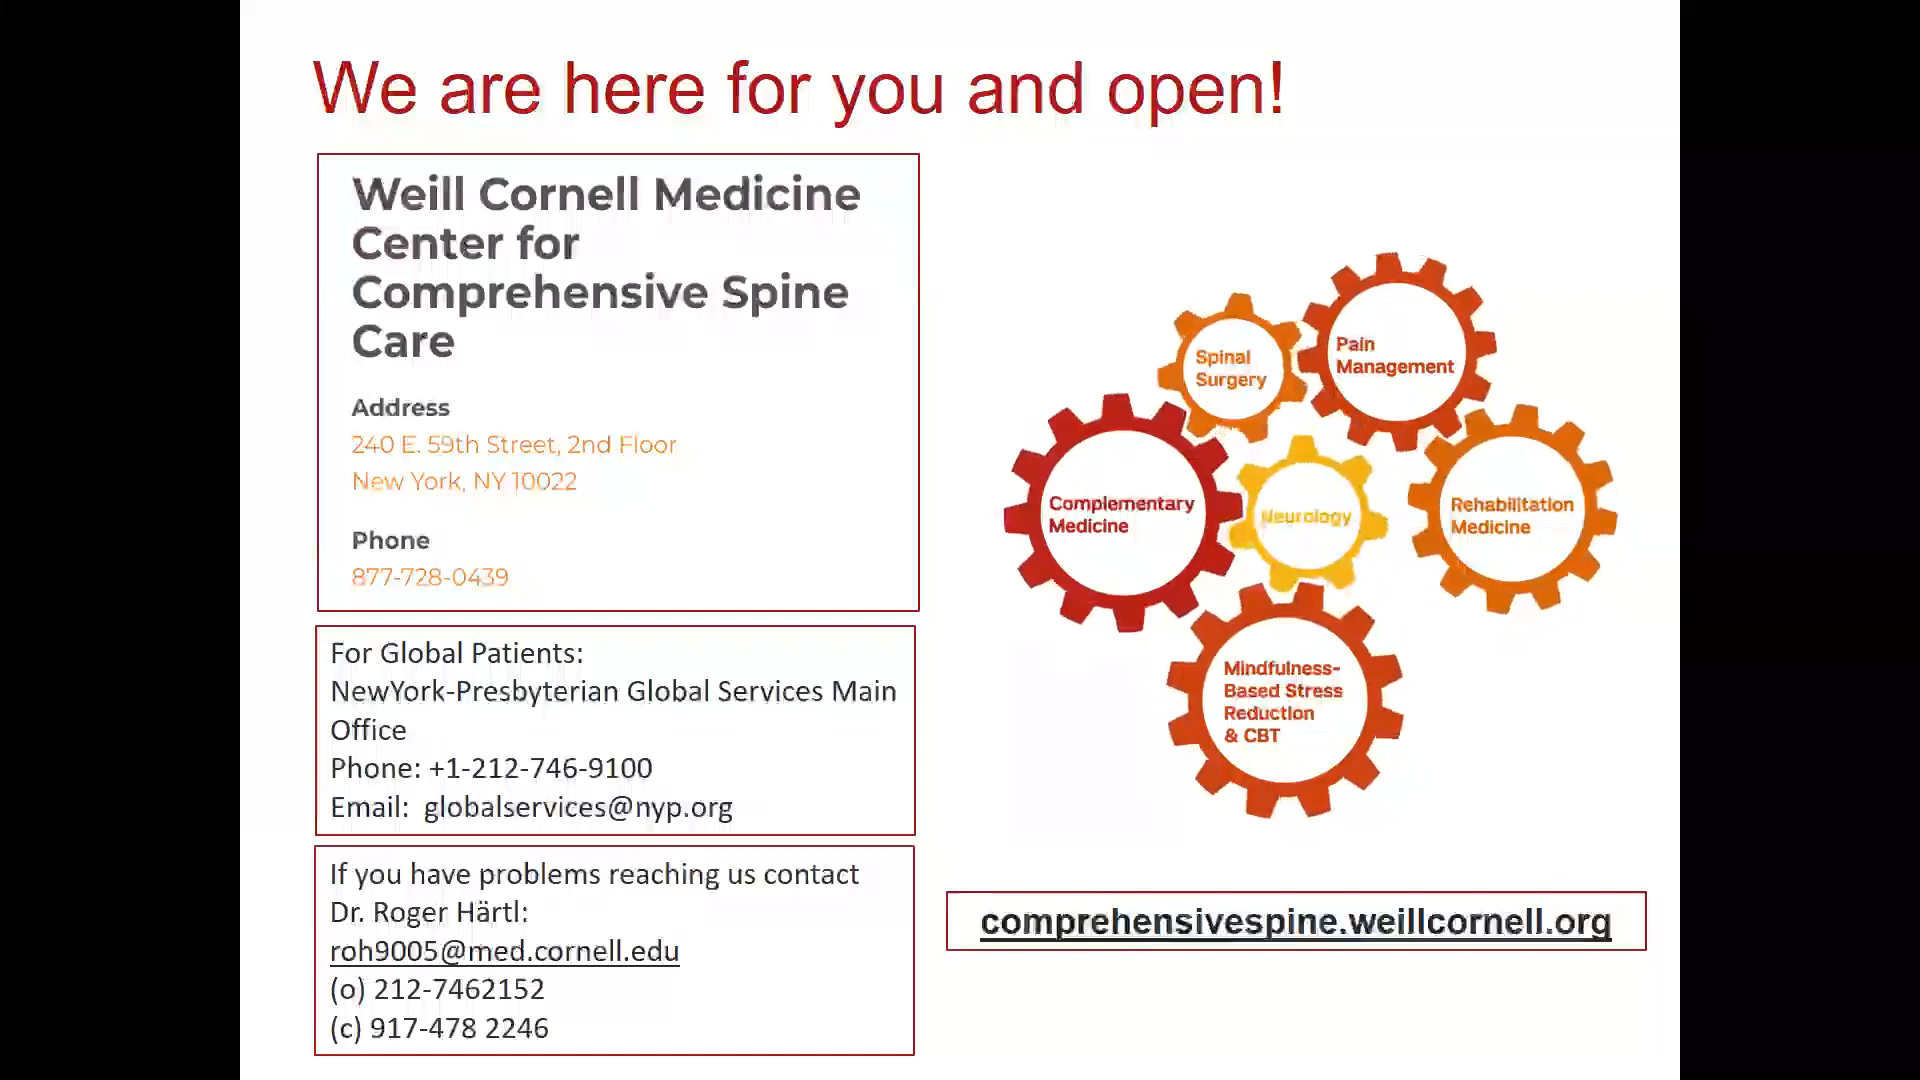 We are here for you and open!
Weill Cornell Medicine
Center for
Comprehensive Spine
Care
Address
240 E. 59th Street, 2nd Floor
New York, NY 10022
Phone
877-728-0439
For Global Patients:
NewYork-Presbyterian Global Services Main
Office
Phone: +1-212-746-9100
Email:  globalservices@nyp.org
If you have problems reaching us contact
Dr. Roger Härtl:
roh9005@med.cornell.edu
(o) 212-7462152
(c) 917-478 2246
Spinal
Surgery
Pain
Management
Complementary
Medicine
Neurology
Rehabilitation
Medicine
Mindfulness-
Based Stress
Reduction
& CBT
comprehensivespine.weillcornell.org